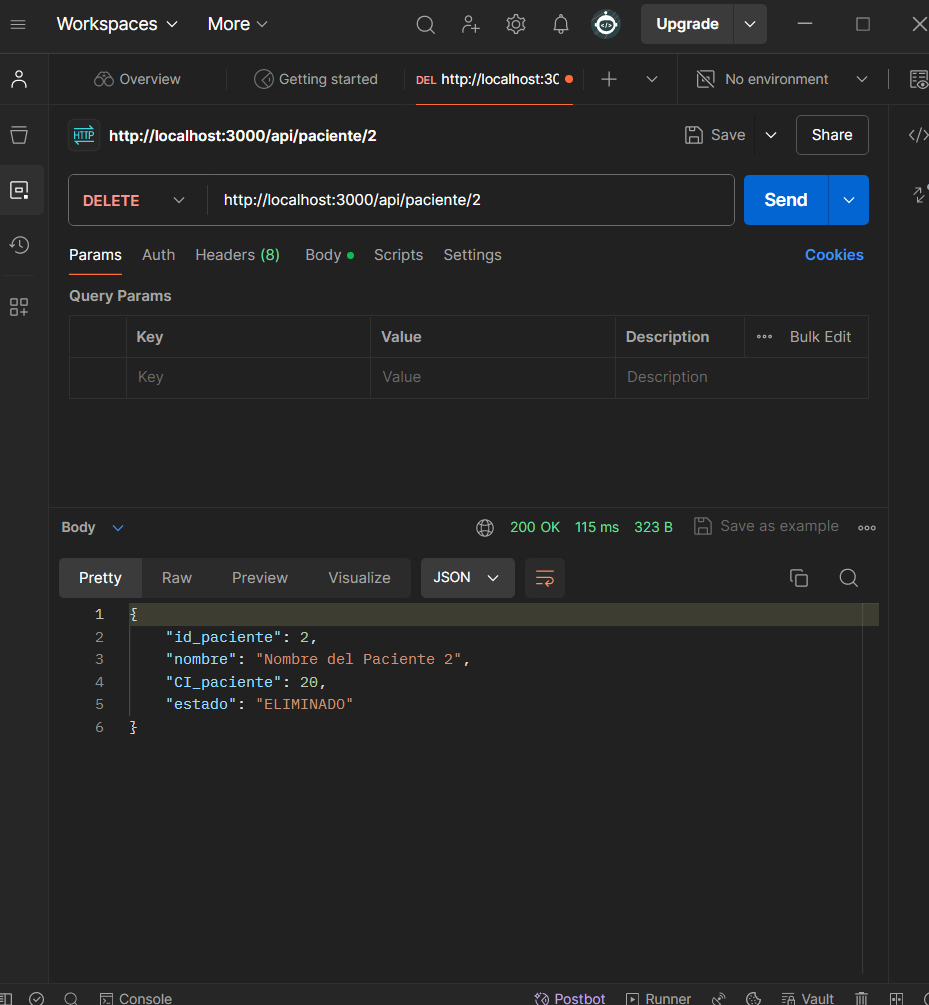 Workspaces More Upgrade
Overview Getting started DEL http://localhost:30 No environment
HTTP http://localhost:3000/api/paciente/2 Save Share
DELETE http://localhost:3000/api/paciente/2 Send
Params Auth Headers (8) Body Scripts Settings Cookies
Query Params
Key Value Description Bulk Edit
Key Value Description
Body 200 OK 115 ms 323 B Save as example
Pretty Raw Preview Visualize JSON
1 {
2 "id_paciente": 2,
3 "nombre": "Nombre del Paciente 2",
4 "CI_paciente": 20,
5 "estado": "ELIMINADO"
6 }
Console Postbot Runner Vault